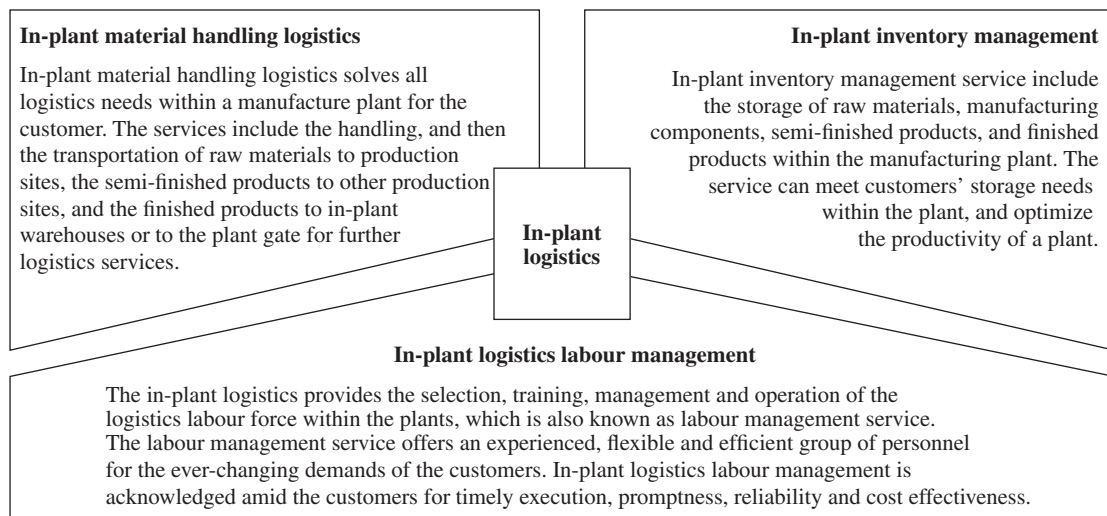 In-plant material handling logistics
In-plant material handling logistics solves all
logistics needs within a manufacture plant for the
customer. The services include the handling, and then
the transportation of raw materials to production
sites, the semi-finished products to other production
sites, and the finished products to in-plant
warehouses or to the plant gate for further
logistics services.
In-plant inventory management
In-plant inventory management service include
the storage of raw materials, manufacturing
components, semi-finished products, and finished
products within the manufacturing plant. The
service can meet customers’ storage needs
within the plant, and optimize
the productivity of a plant.
In-plant
logistics
In-plant logistics labour management
The in-plant logistics provides the selection, training, management and operation of the
logistics labour force within the plants, which is also known as labour management service.
The labour management service offers an experienced, flexible and efficient group of personnel
for the ever-changing demands of the customers. In-plant logistics labour management is
acknowledged amid the customers for timely execution, promptness, reliability and cost effectiveness.